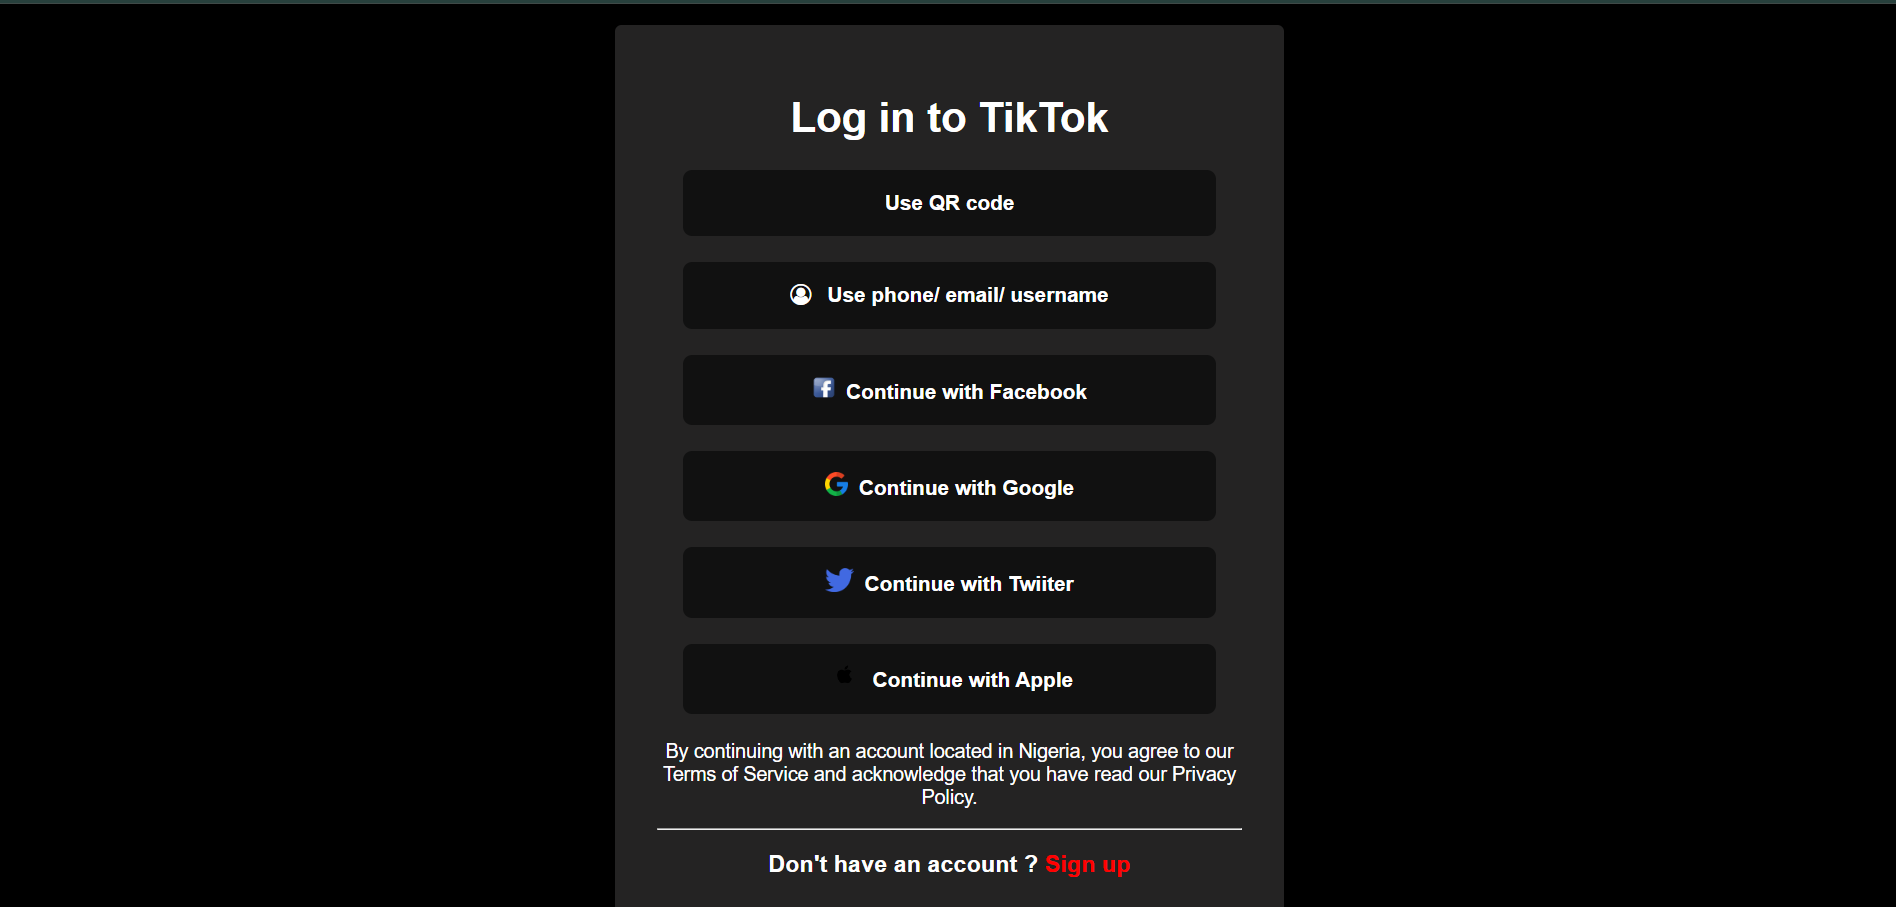 Log in to TikTok
Use QR code
Use phone/ email/ username
Continue with Facebook
Continue with Google
Continue with Twiiter
Continue with Apple
By continuing with an account located in Nigeria, you agree to our
Terms of Service and acknowledge that you have read our Privacy
Policy.
Don't have an account ? Sign up